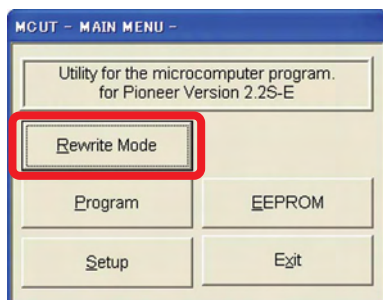 MCUT - MAIN MENU -
Utility for the microcomputer program.
for Pioneer Version 2.2S-E
Rewrite Mode
Program
EEPROM
Setup
Exit